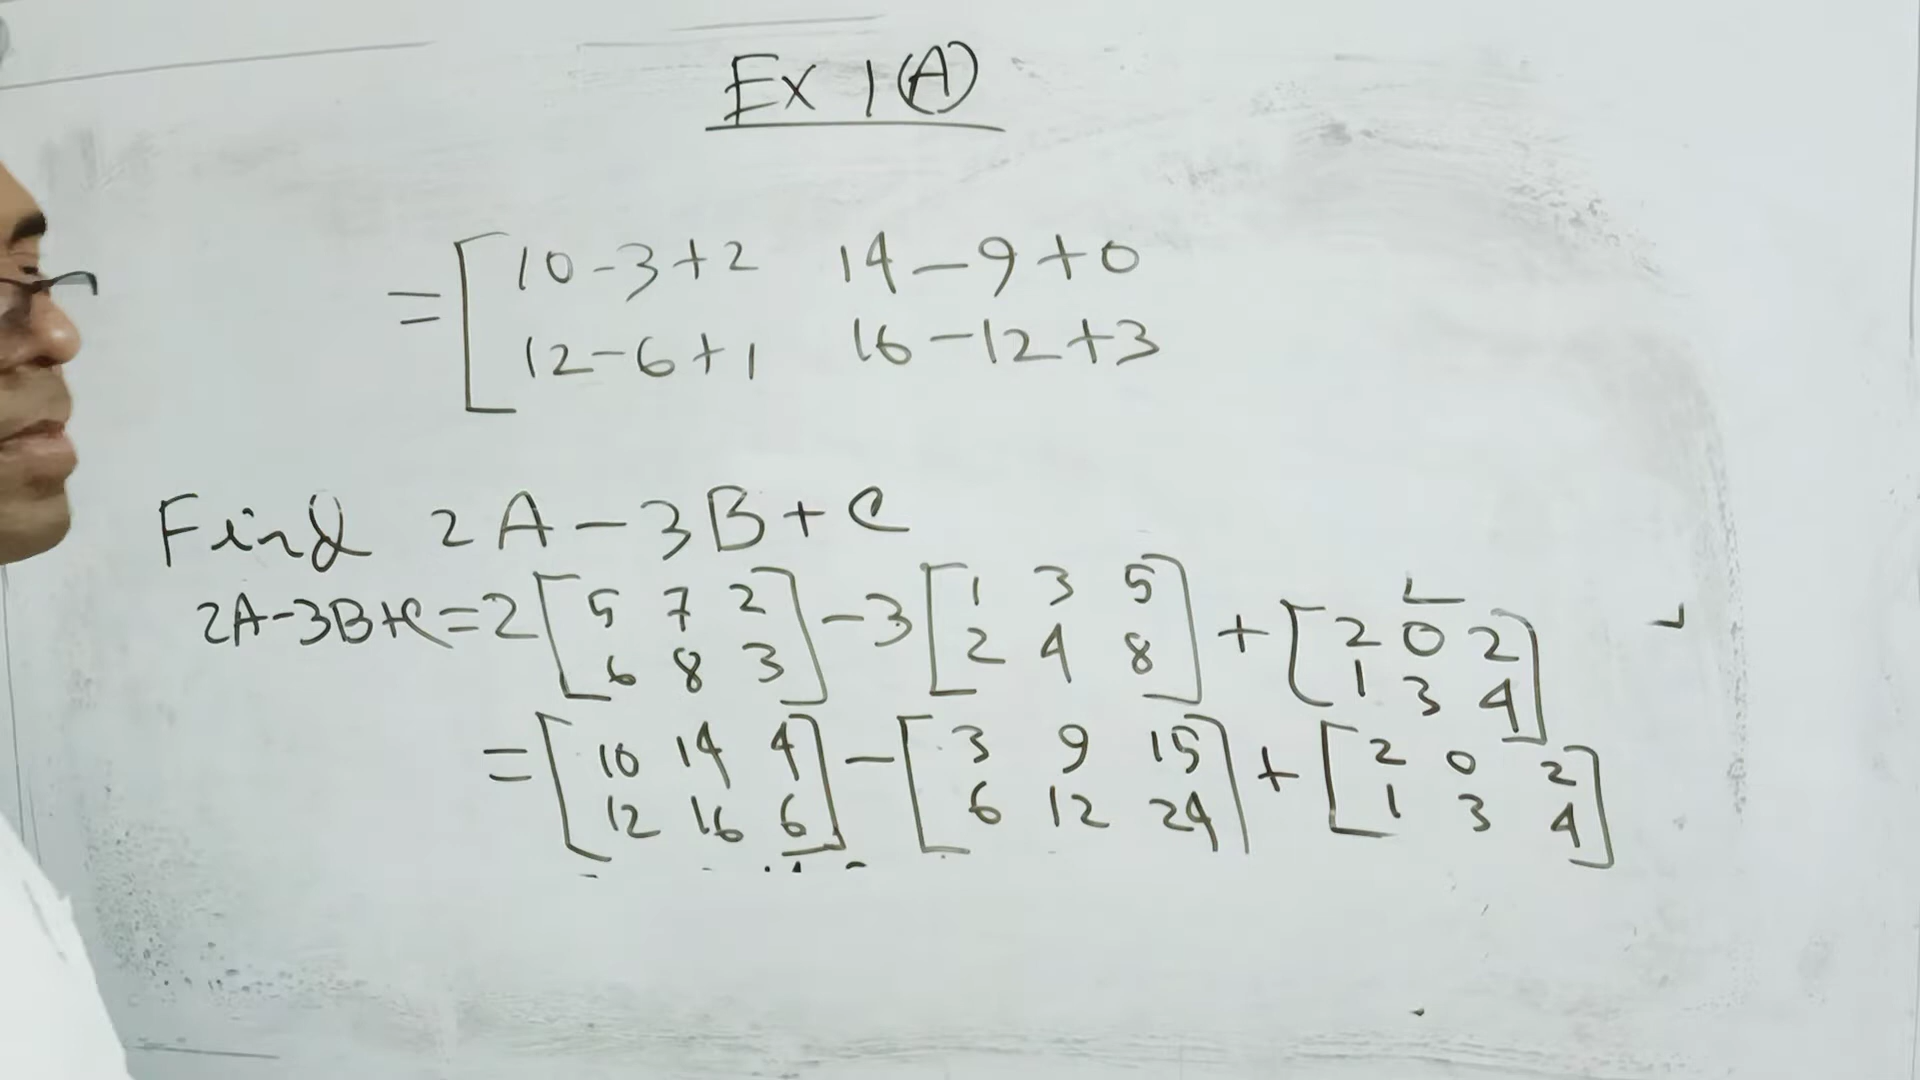 Ex 1(A)
= [ 10-3+2 14-9+0
12-6+1 16-12+3
Find 2A-3B+C
2A-3B+C = 2 [ 5 7 2 ] -3 [ 1 3 5 ] + [ 2 0 2 ]
6 8 3 2 4 8 1 3 4
= [ 10 14 4 ] - [ 3 9 15 ] + [ 2 0 2 ]
12 16 6 6 12 24 1 3 4